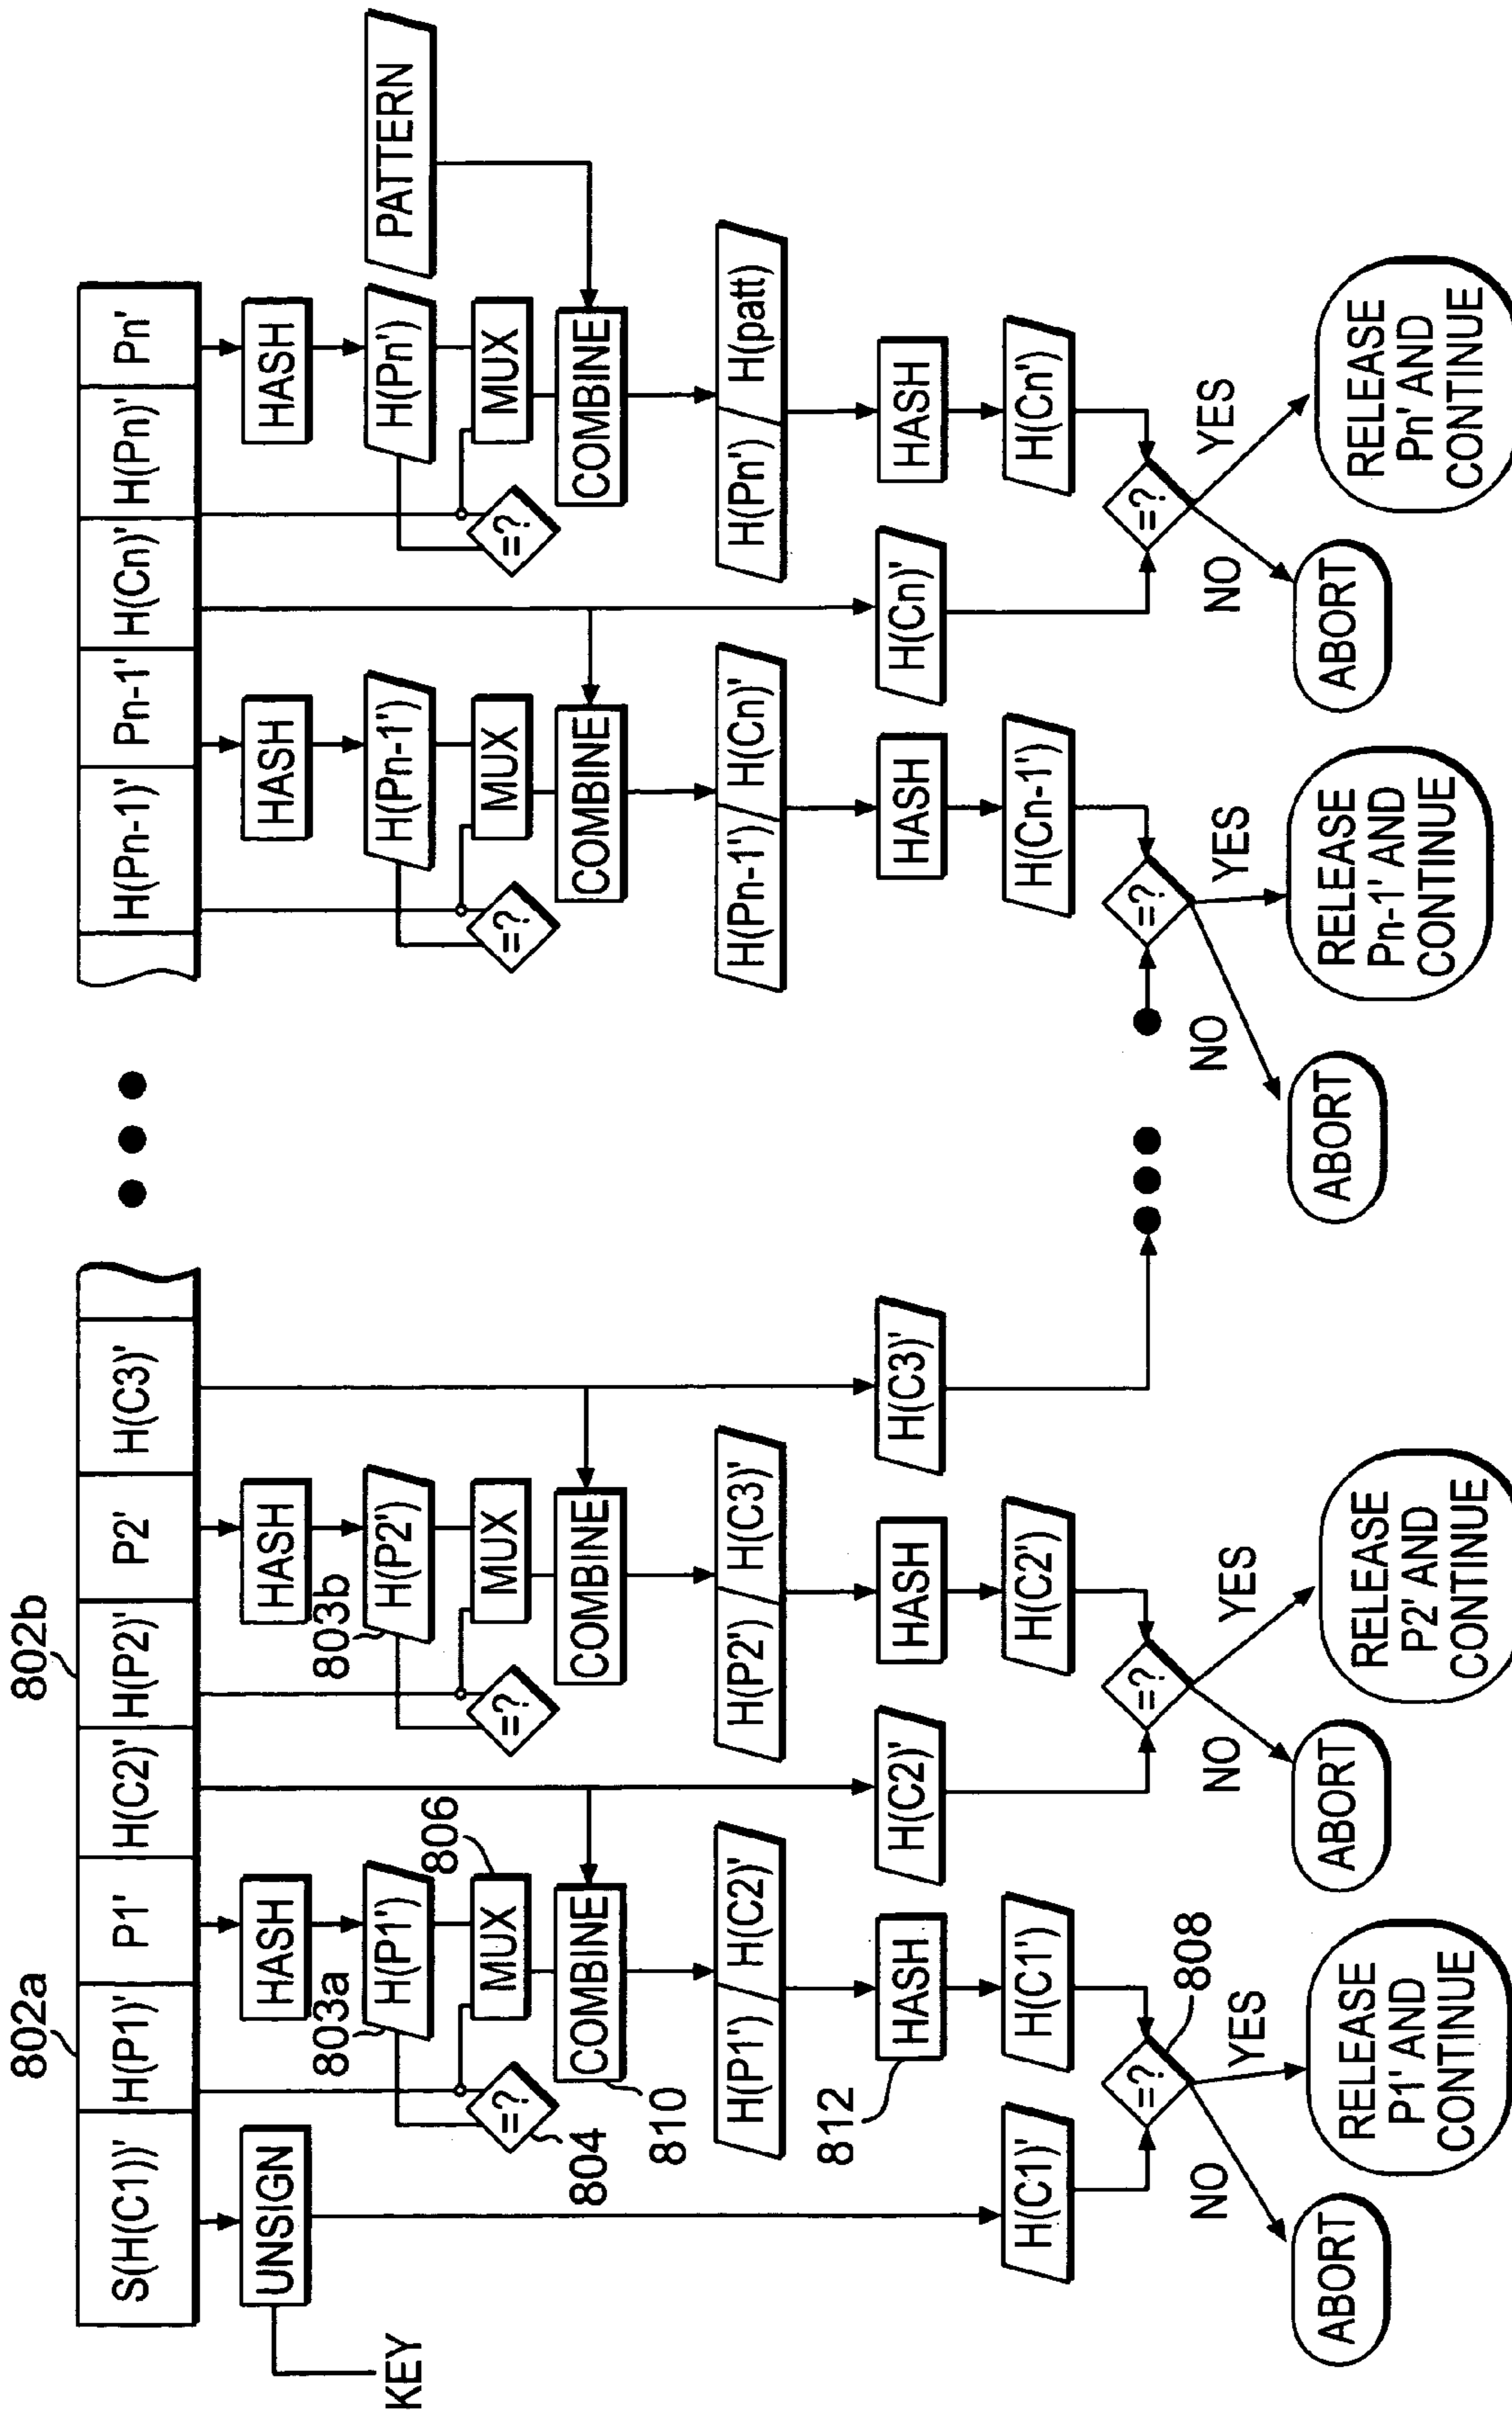 802a
802b
S(H(C1))'
H(P1)'
P1'
H(C2)'
H(P2)'
P2'
H(C3)'
H(Pn-1)'
Pn-1'
H(Cn)'
H(Pn)'
Pn'
UNSIGN
HASH
HASH
HASH
HASH
KEY
803a
H(P1')
803b
H(P2')
H(Pn-1')
H(Pn')
PATTERN
804
=?
MUX
806
=?
MUX
=?
MUX
=?
MUX
810
COMBINE
COMBINE
COMBINE
COMBINE
H(P1')
H(C2)'
H(P2')
H(C3)'
H(Pn-1')
H(Cn)'
H(Pn')
H(patt)
812
HASH
H(C2)'
HASH
H(C3)'
HASH
H(Cn)'
HASH
H(C1)'
H(C1')
H(C2')
H(Cn-1')
H(Cn')
=?
808
=?
=?
=?
NO
YES
NO
YES
NO
YES
NO
YES
ABORT
RELEASE
P1' AND
CONTINUE
ABORT
RELEASE
P2' AND
CONTINUE
ABORT
RELEASE
Pn-1' AND
CONTINUE
ABORT
RELEASE
Pn' AND
CONTINUE